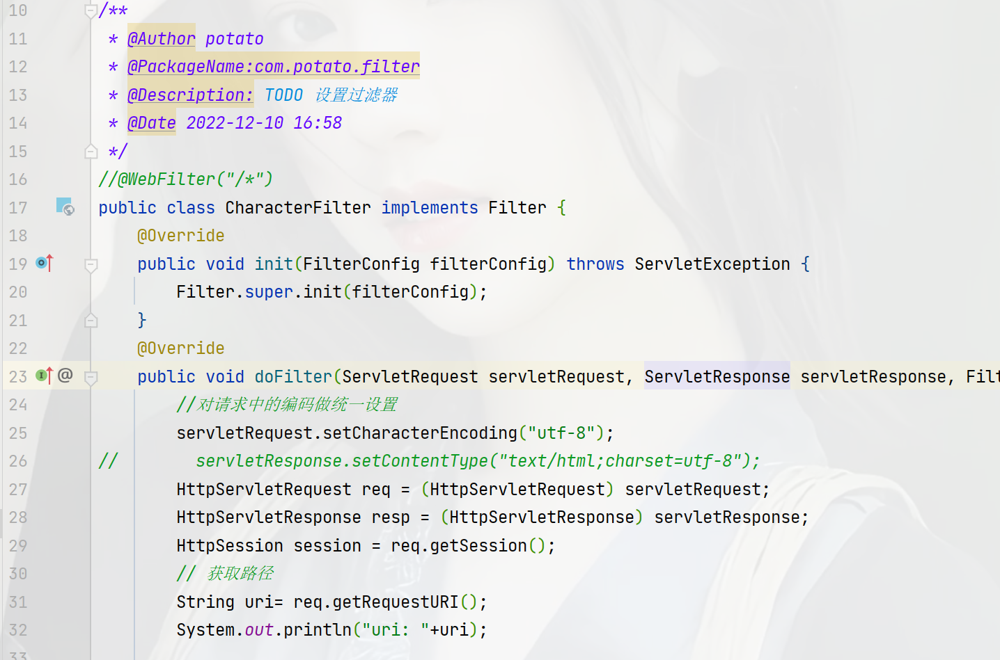 10 /**
11  * @Author potato
12  * @PackageName:com.potato.filter
13  * @Description: TODO 设置过滤器
14  * @Date 2022-12-10 16:58
15  */
16 //@WebFilter("/*")
17 public class CharacterFilter implements Filter {
18     @Override
19     public void init(FilterConfig filterConfig) throws ServletException {
20         Filter.super.init(filterConfig);
21     }
22     @Override
23 @ public void doFilter(ServletRequest servletRequest, ServletResponse servletResponse, Filt
24         //对请求中的编码做统一设置
25         servletRequest.setCharacterEncoding("utf-8");
26 //        servletResponse.setContentType("text/html;charset=utf-8");
27         HttpServletRequest req = (HttpServletRequest) servletRequest;
28         HttpServletResponse resp = (HttpServletResponse) servletResponse;
29         HttpSession session = req.getSession();
30         // 获取路径
31         String uri= req.getRequestURI();
32         System.out.println("uri: "+uri);
33